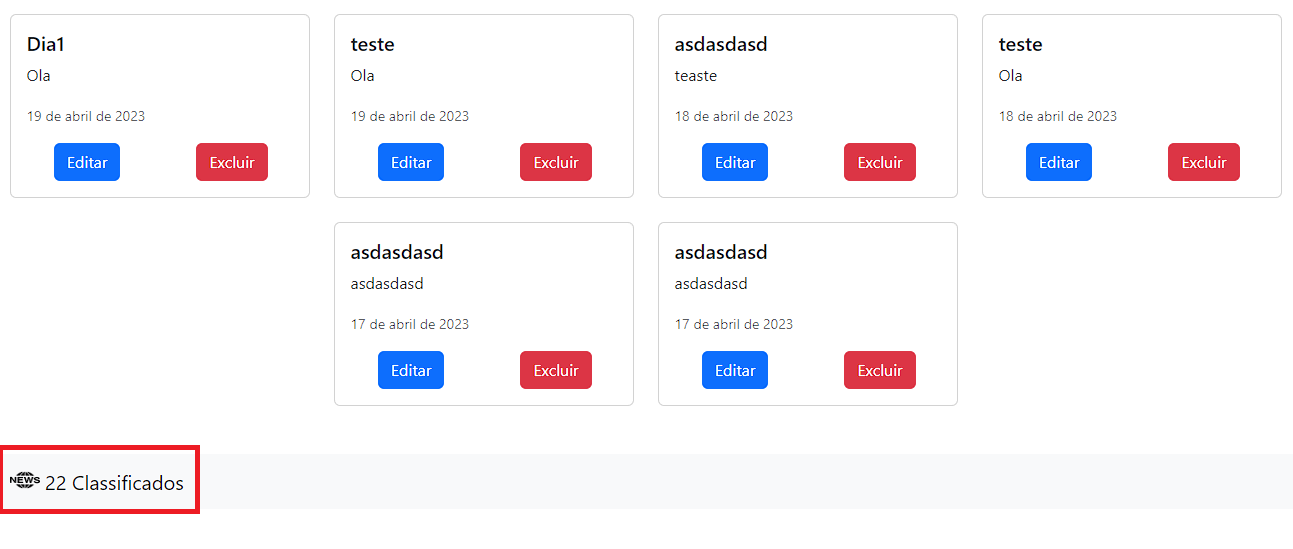 Dia1
Ola
19 de abril de 2023
Editar Excluir
teste
Ola
19 de abril de 2023
Editar Excluir
asdasdasd
teaste
18 de abril de 2023
Editar Excluir
teste
Ola
18 de abril de 2023
Editar Excluir
asdasdasd
asdasdasd
17 de abril de 2023
Editar Excluir
asdasdasd
asdasdasd
17 de abril de 2023
Editar Excluir
NEWS 22 Classificados